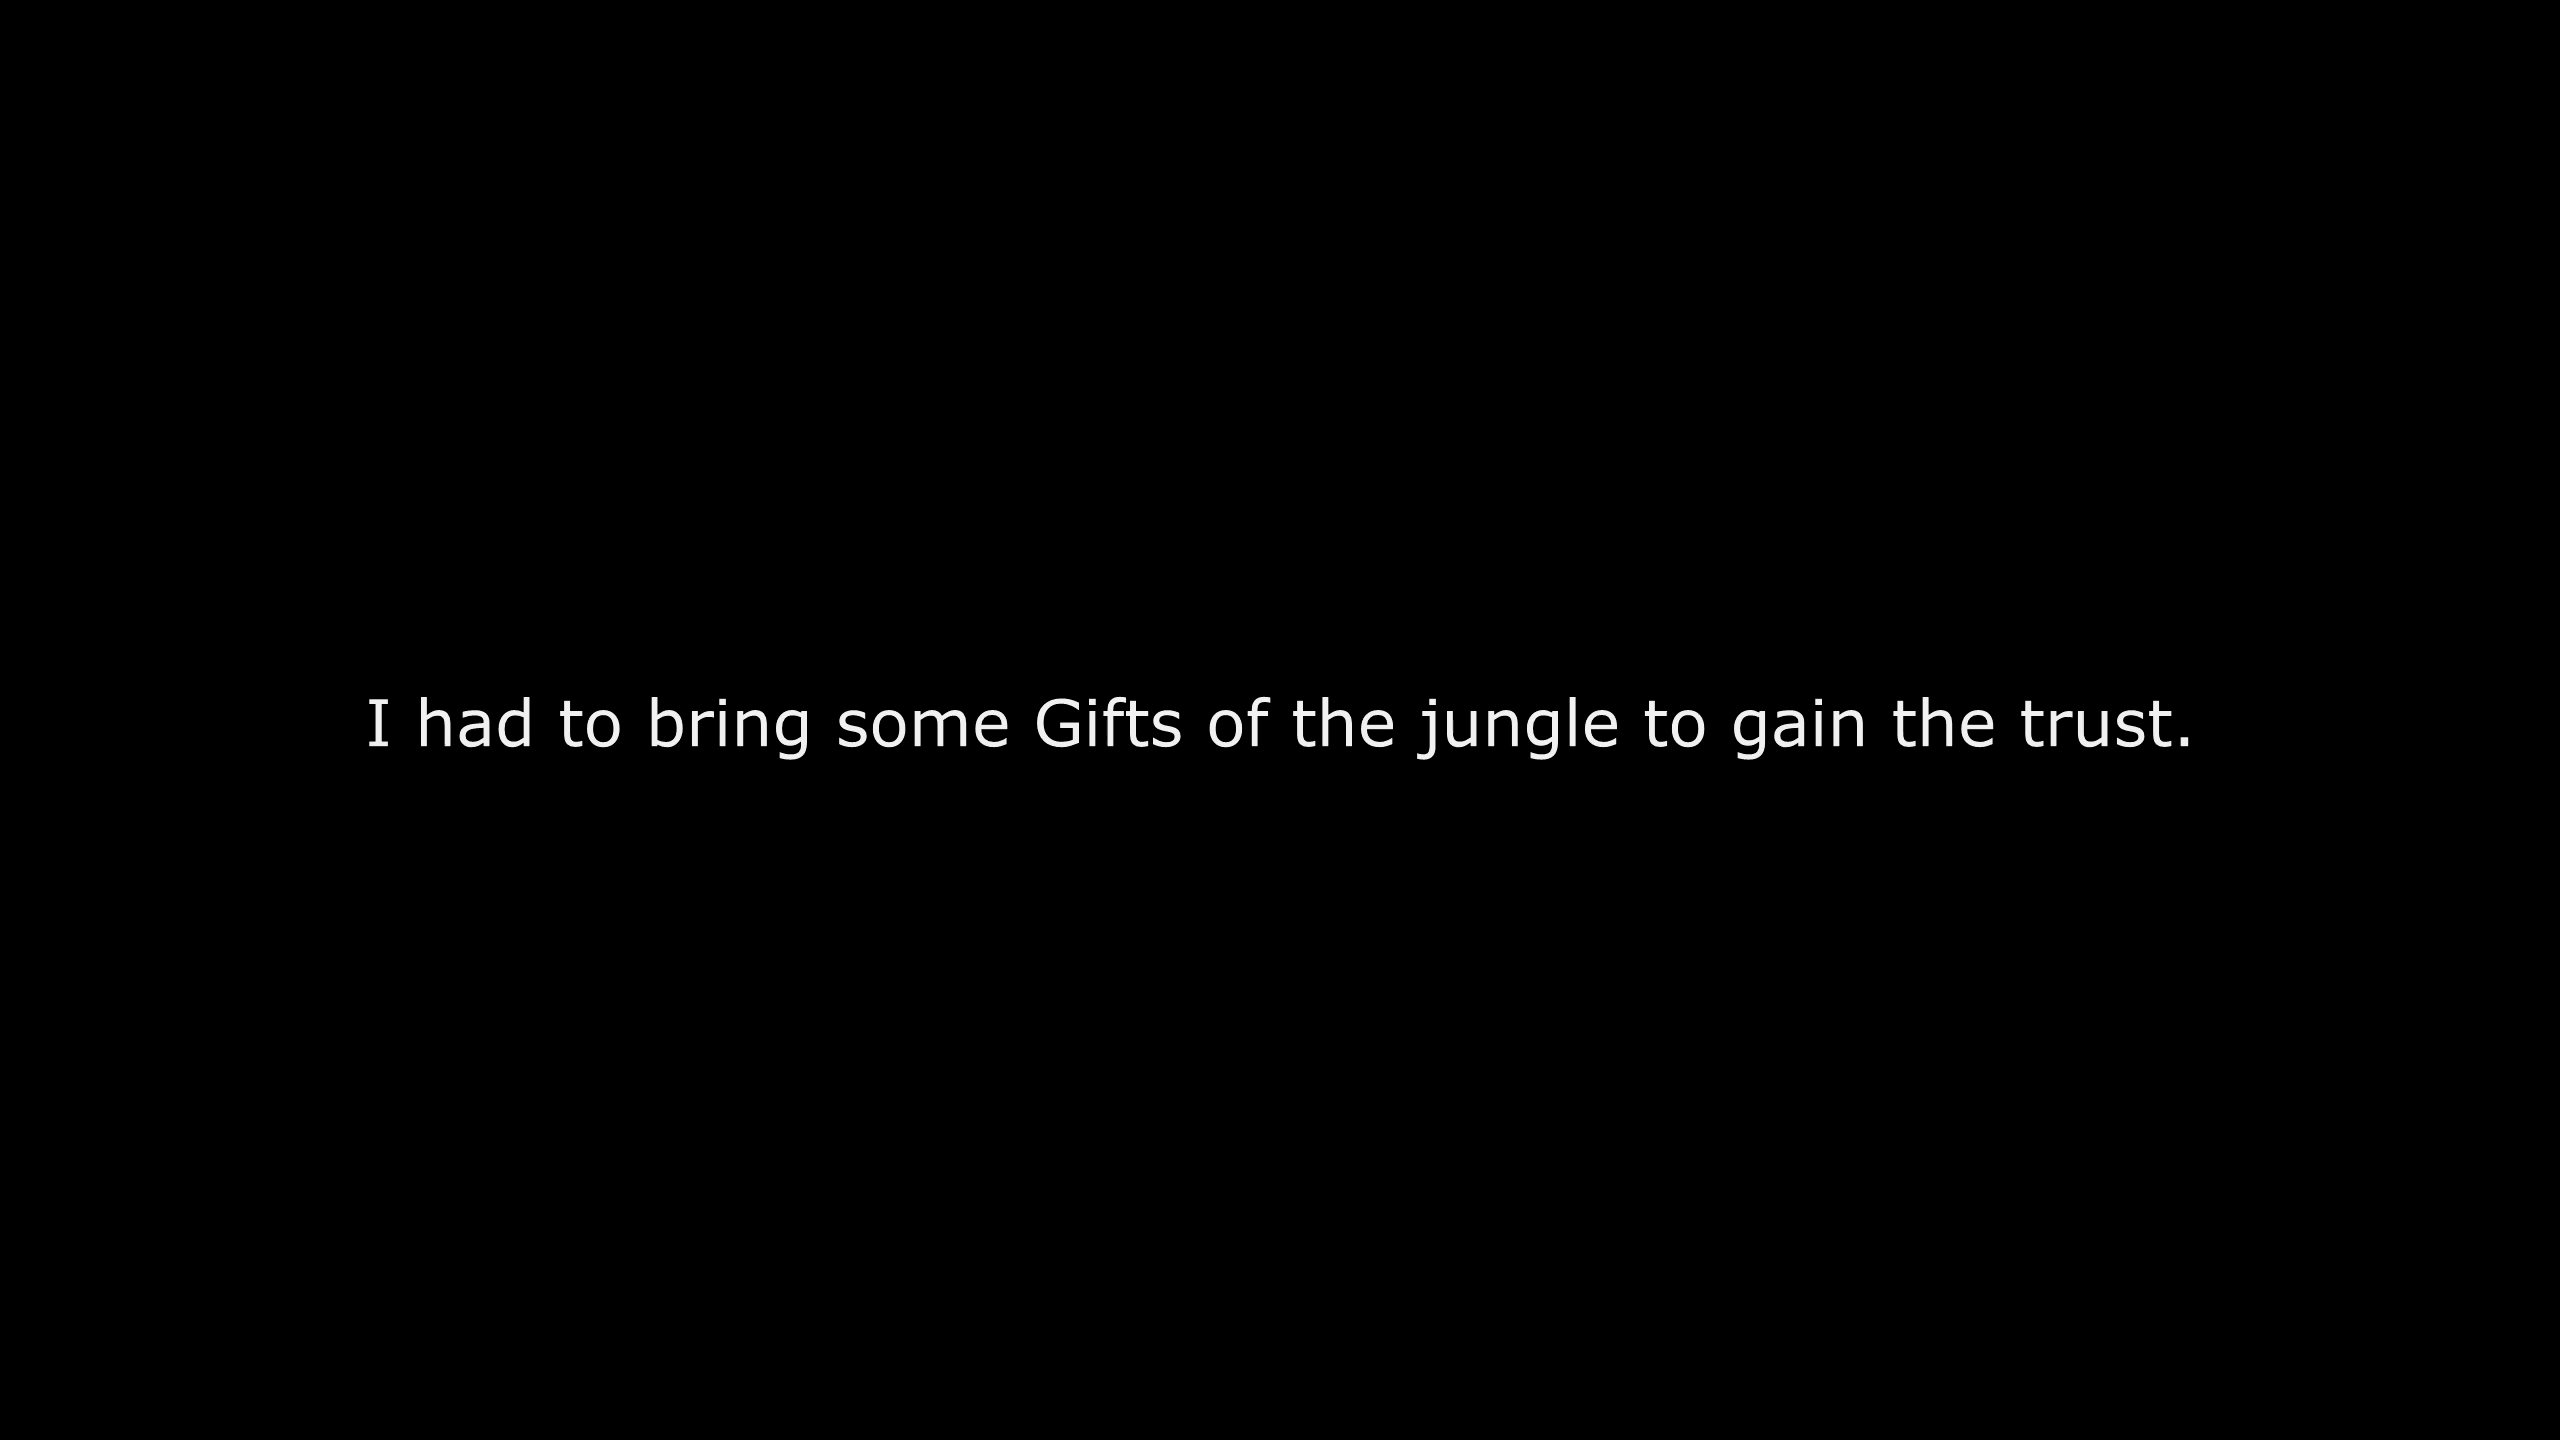 I had to bring some Gifts of the jungle to gain the trust.